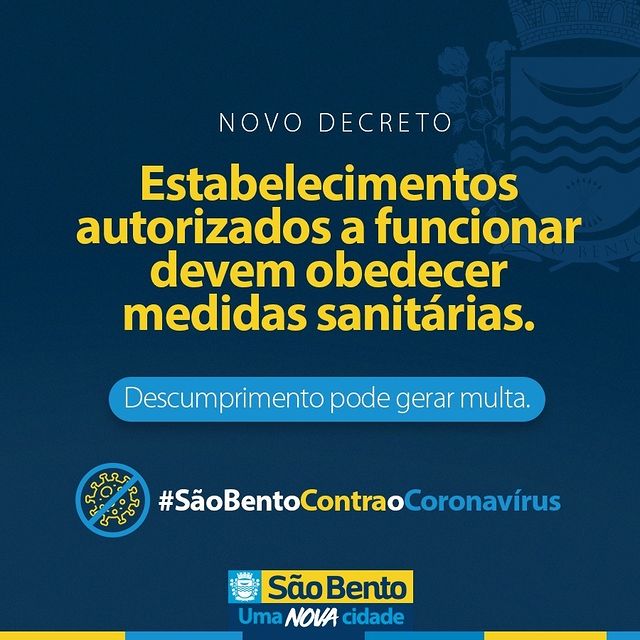 NOVO DECRETO
Estabelecimentos
autorizados a funcionar
devem obedecer
medidas sanitárias.
Descumprimento pode gerar multa.
#SãoBentoContraoCoronavírus
São Bento
Uma NOVA cidade